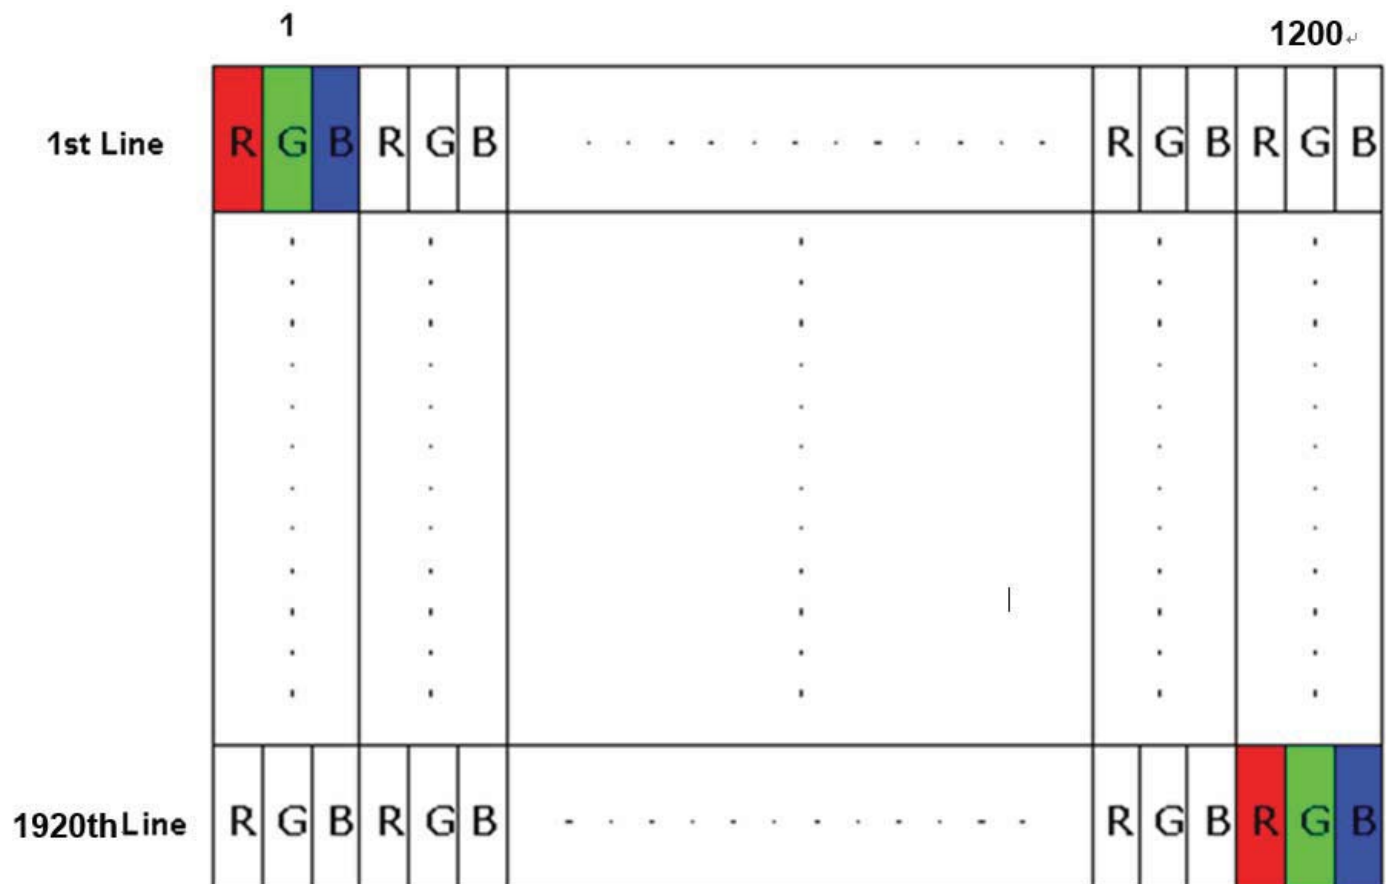 1 1200
1st Line R G B R G B . . . . . . . . . . . . R G B R G B
1920th Line R G B R G B . . . . . . . . . . . . R G B R G B